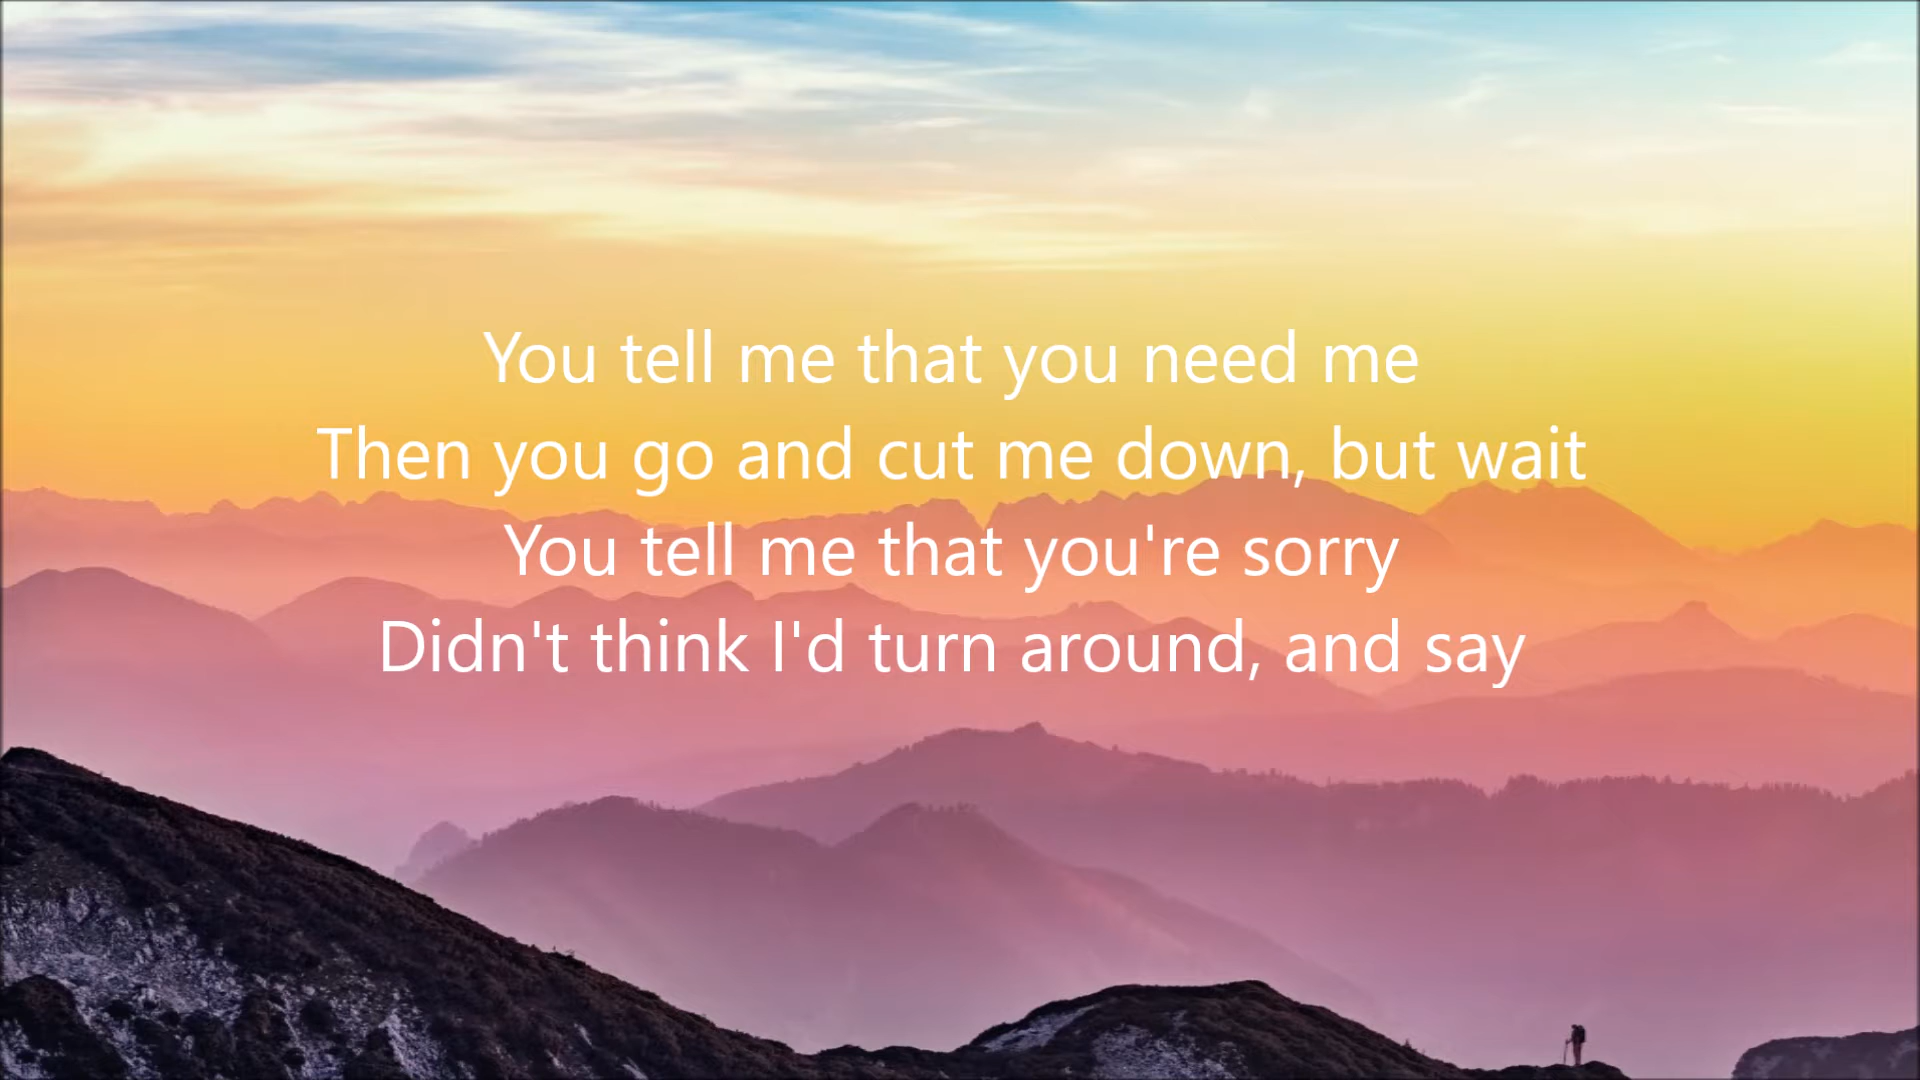 You tell me that you need me
Then you go and cut me down, but wait
You tell me that you're sorry
Didn't think I'd turn around, and say